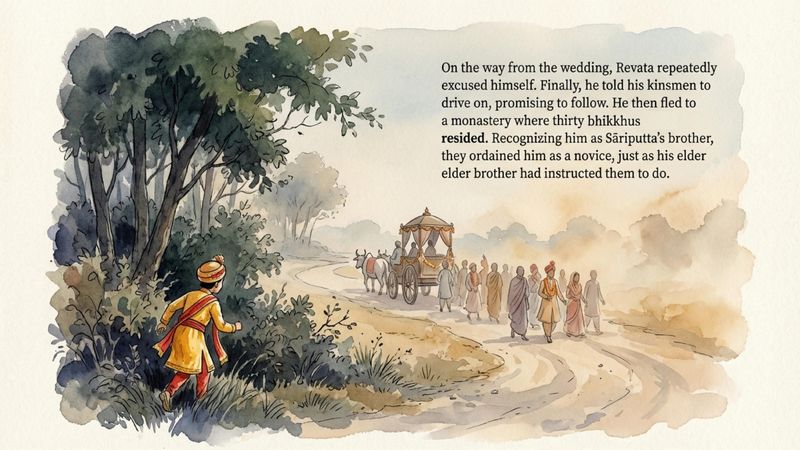 On the way from the wedding, Revata repeatedly
excused himself. Finally, he told his kinsmen to
drive on, promising to follow. He then fled to
a monastery where thirty bhikkhus
resided. Recognizing him as Sāriputta's brother,
they ordained him as a novice, just as his elder
elder brother had instructed them to do.